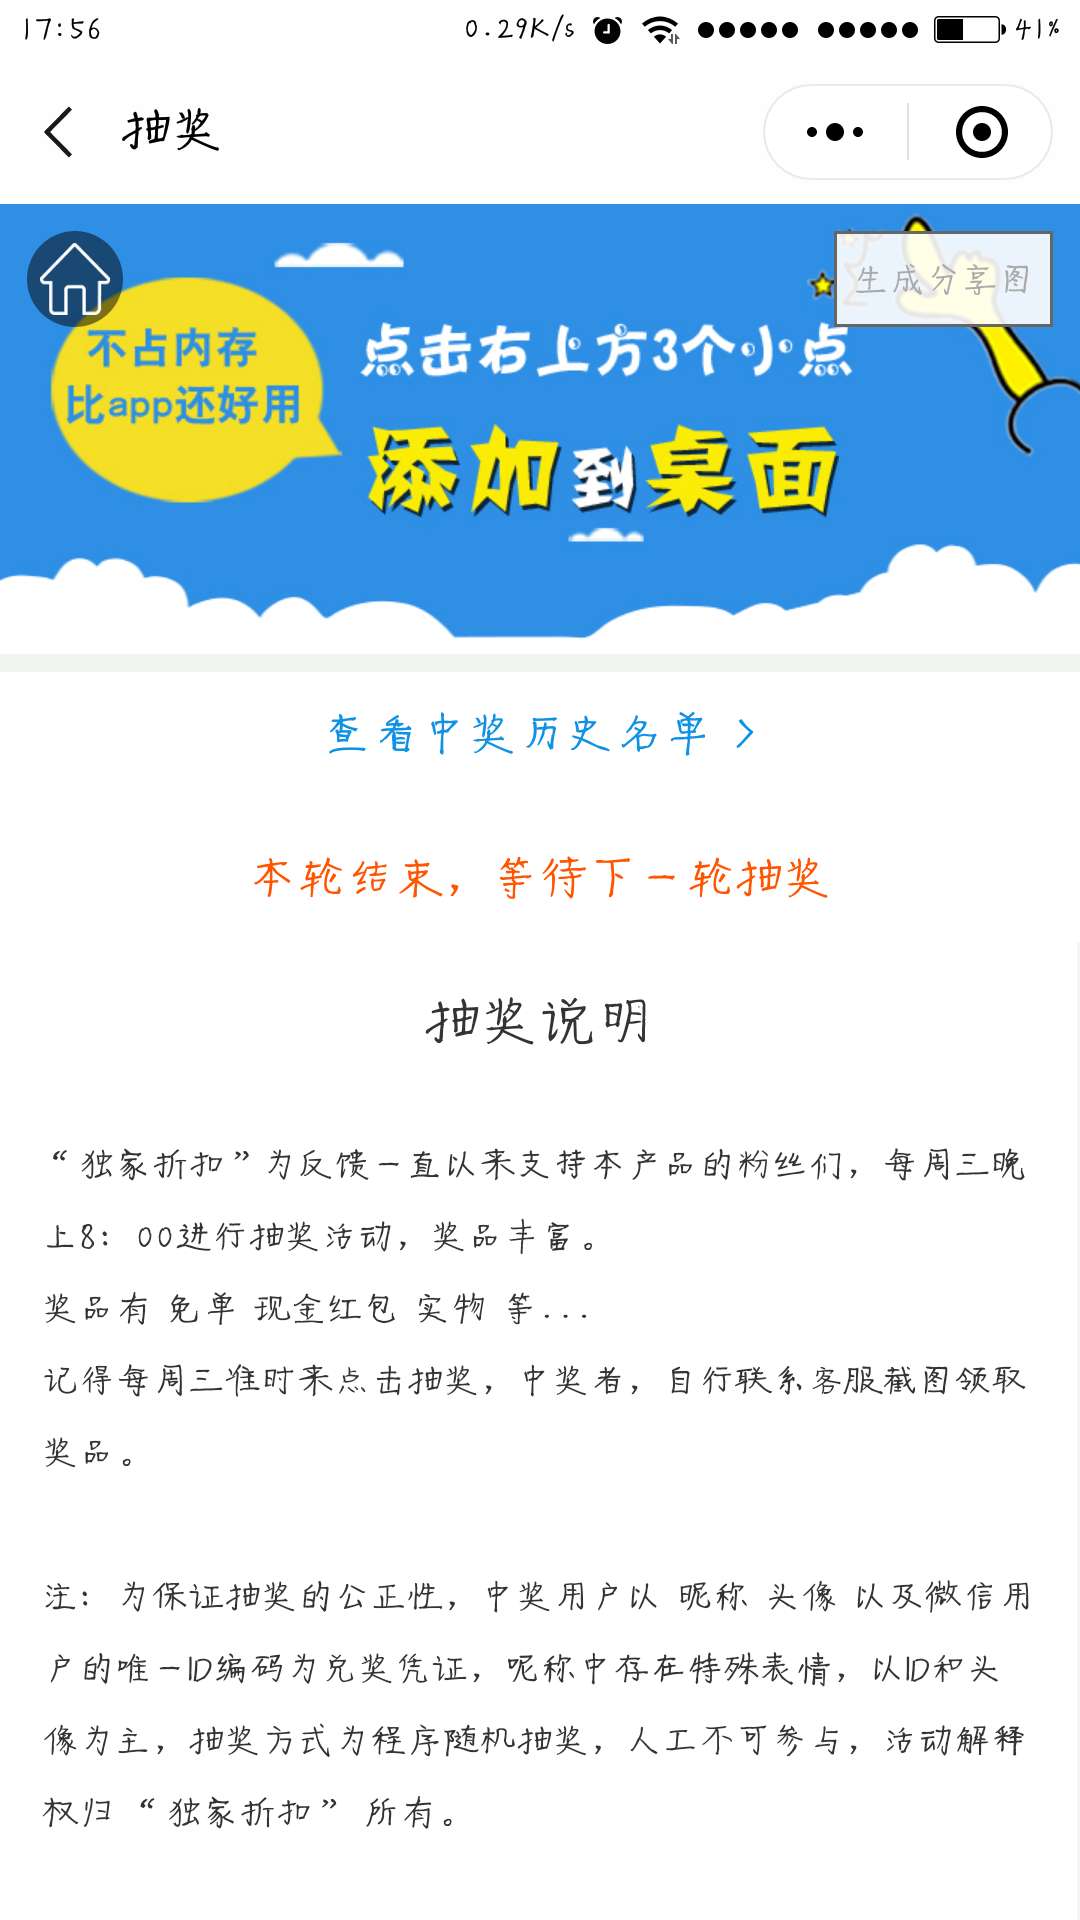 17:56 0.29K/s 41%
抽奖
生成分享图
不占内存
比app还好用
点击右上方3个小点
添加到桌面
查看中奖历史名单
本轮结束，等待下一轮抽奖
抽奖说明
“独家折扣”为反馈一直以来支持本产品的粉丝们，每周三晚
上8：00进行抽奖活动，奖品丰富。
奖品有 免单 现金红包 实物 等...
记得每周三准时来点击抽奖，中奖者，自行联系客服截图领取
奖品。
注：为保证抽奖的公正性，中奖用户以 昵称 头像 以及微信用
户的唯一ID编码为兑奖凭证，昵称中存在特殊表情，以ID和头
像为主，抽奖方式为程序随机抽奖，人工不可参与，活动解释
权归 “独家折扣” 所有。